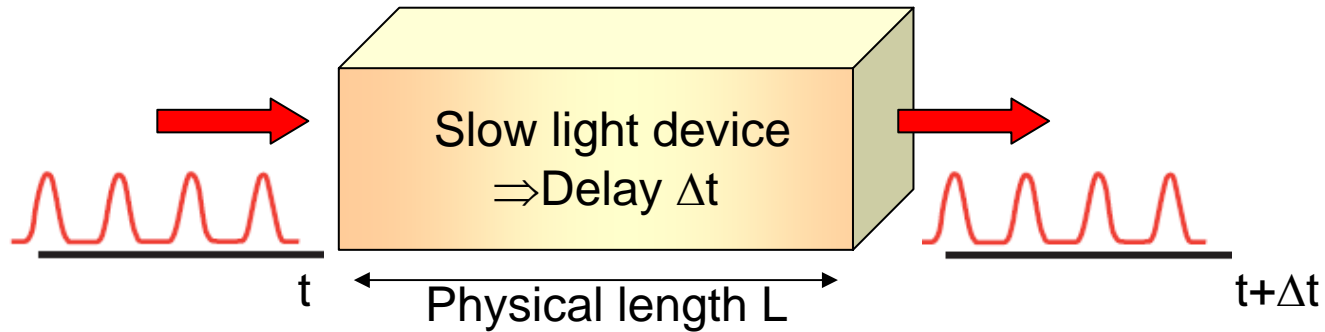 Slow light device
⇒Delay Δt
t
Physical length L
t+Δt